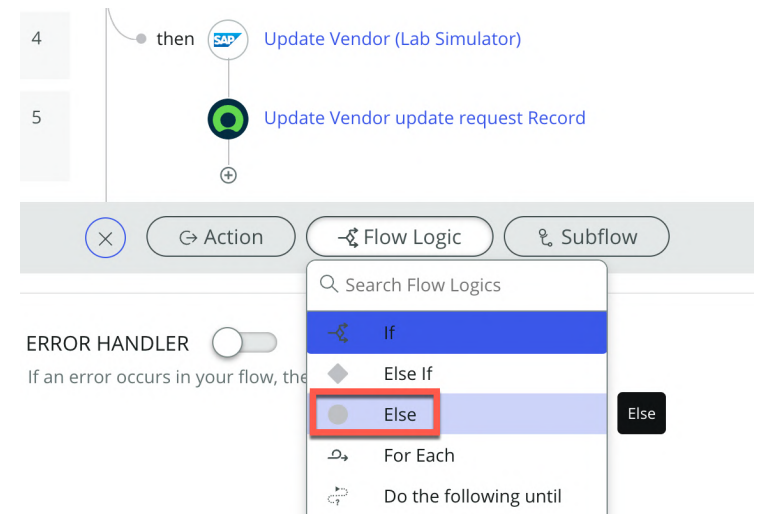 4
then
SAP
Update Vendor (Lab Simulator)
5
Update Vendor update request Record
Action
Flow Logic
Subflow
Search Flow Logics
If
ERROR HANDLER
If an error occurs in your flow, the
Else If
Else
Else
For Each
Do the following until